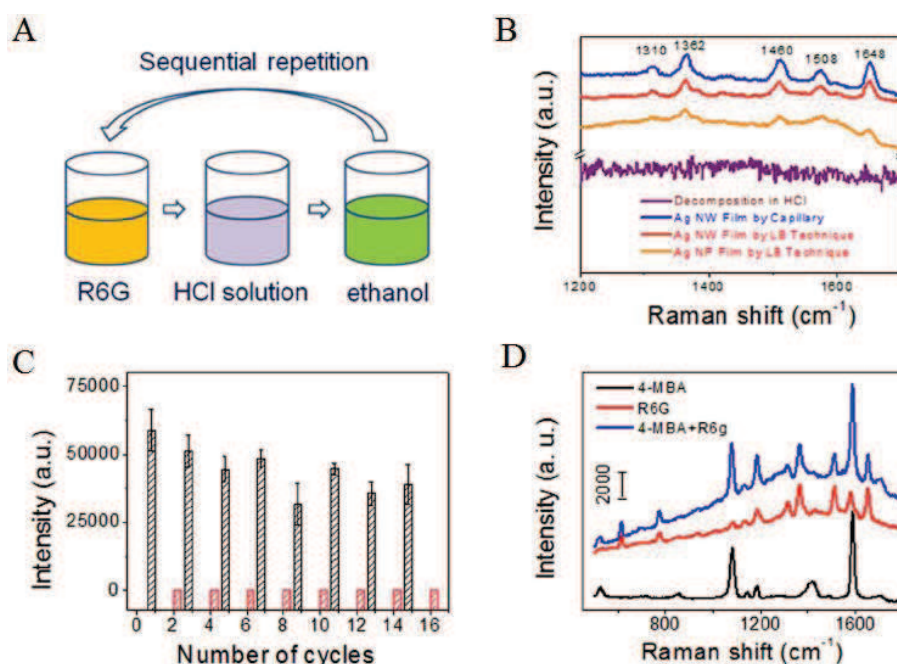 A
Sequential repetition
R6G
HCl solution
ethanol
B
1310
1362
1460
1508
1648
Intensity (a.u.)
Decomposition in HCl
Ag NW Film by Capillary
Ag NW Film by LB Technique
Ag NP Film by LB Technique
1200
1400
1600
Raman shift (cm⁻¹)
C
75000
50000
25000
0
Intensity (a.u.)
0 2 4 6 8 10 12 14 16
Number of cycles
D
4-MBA
R6G
4-MBA+R6g
2000
Intensity (a. u.)
800
1200
1600
Raman shift (cm⁻¹)